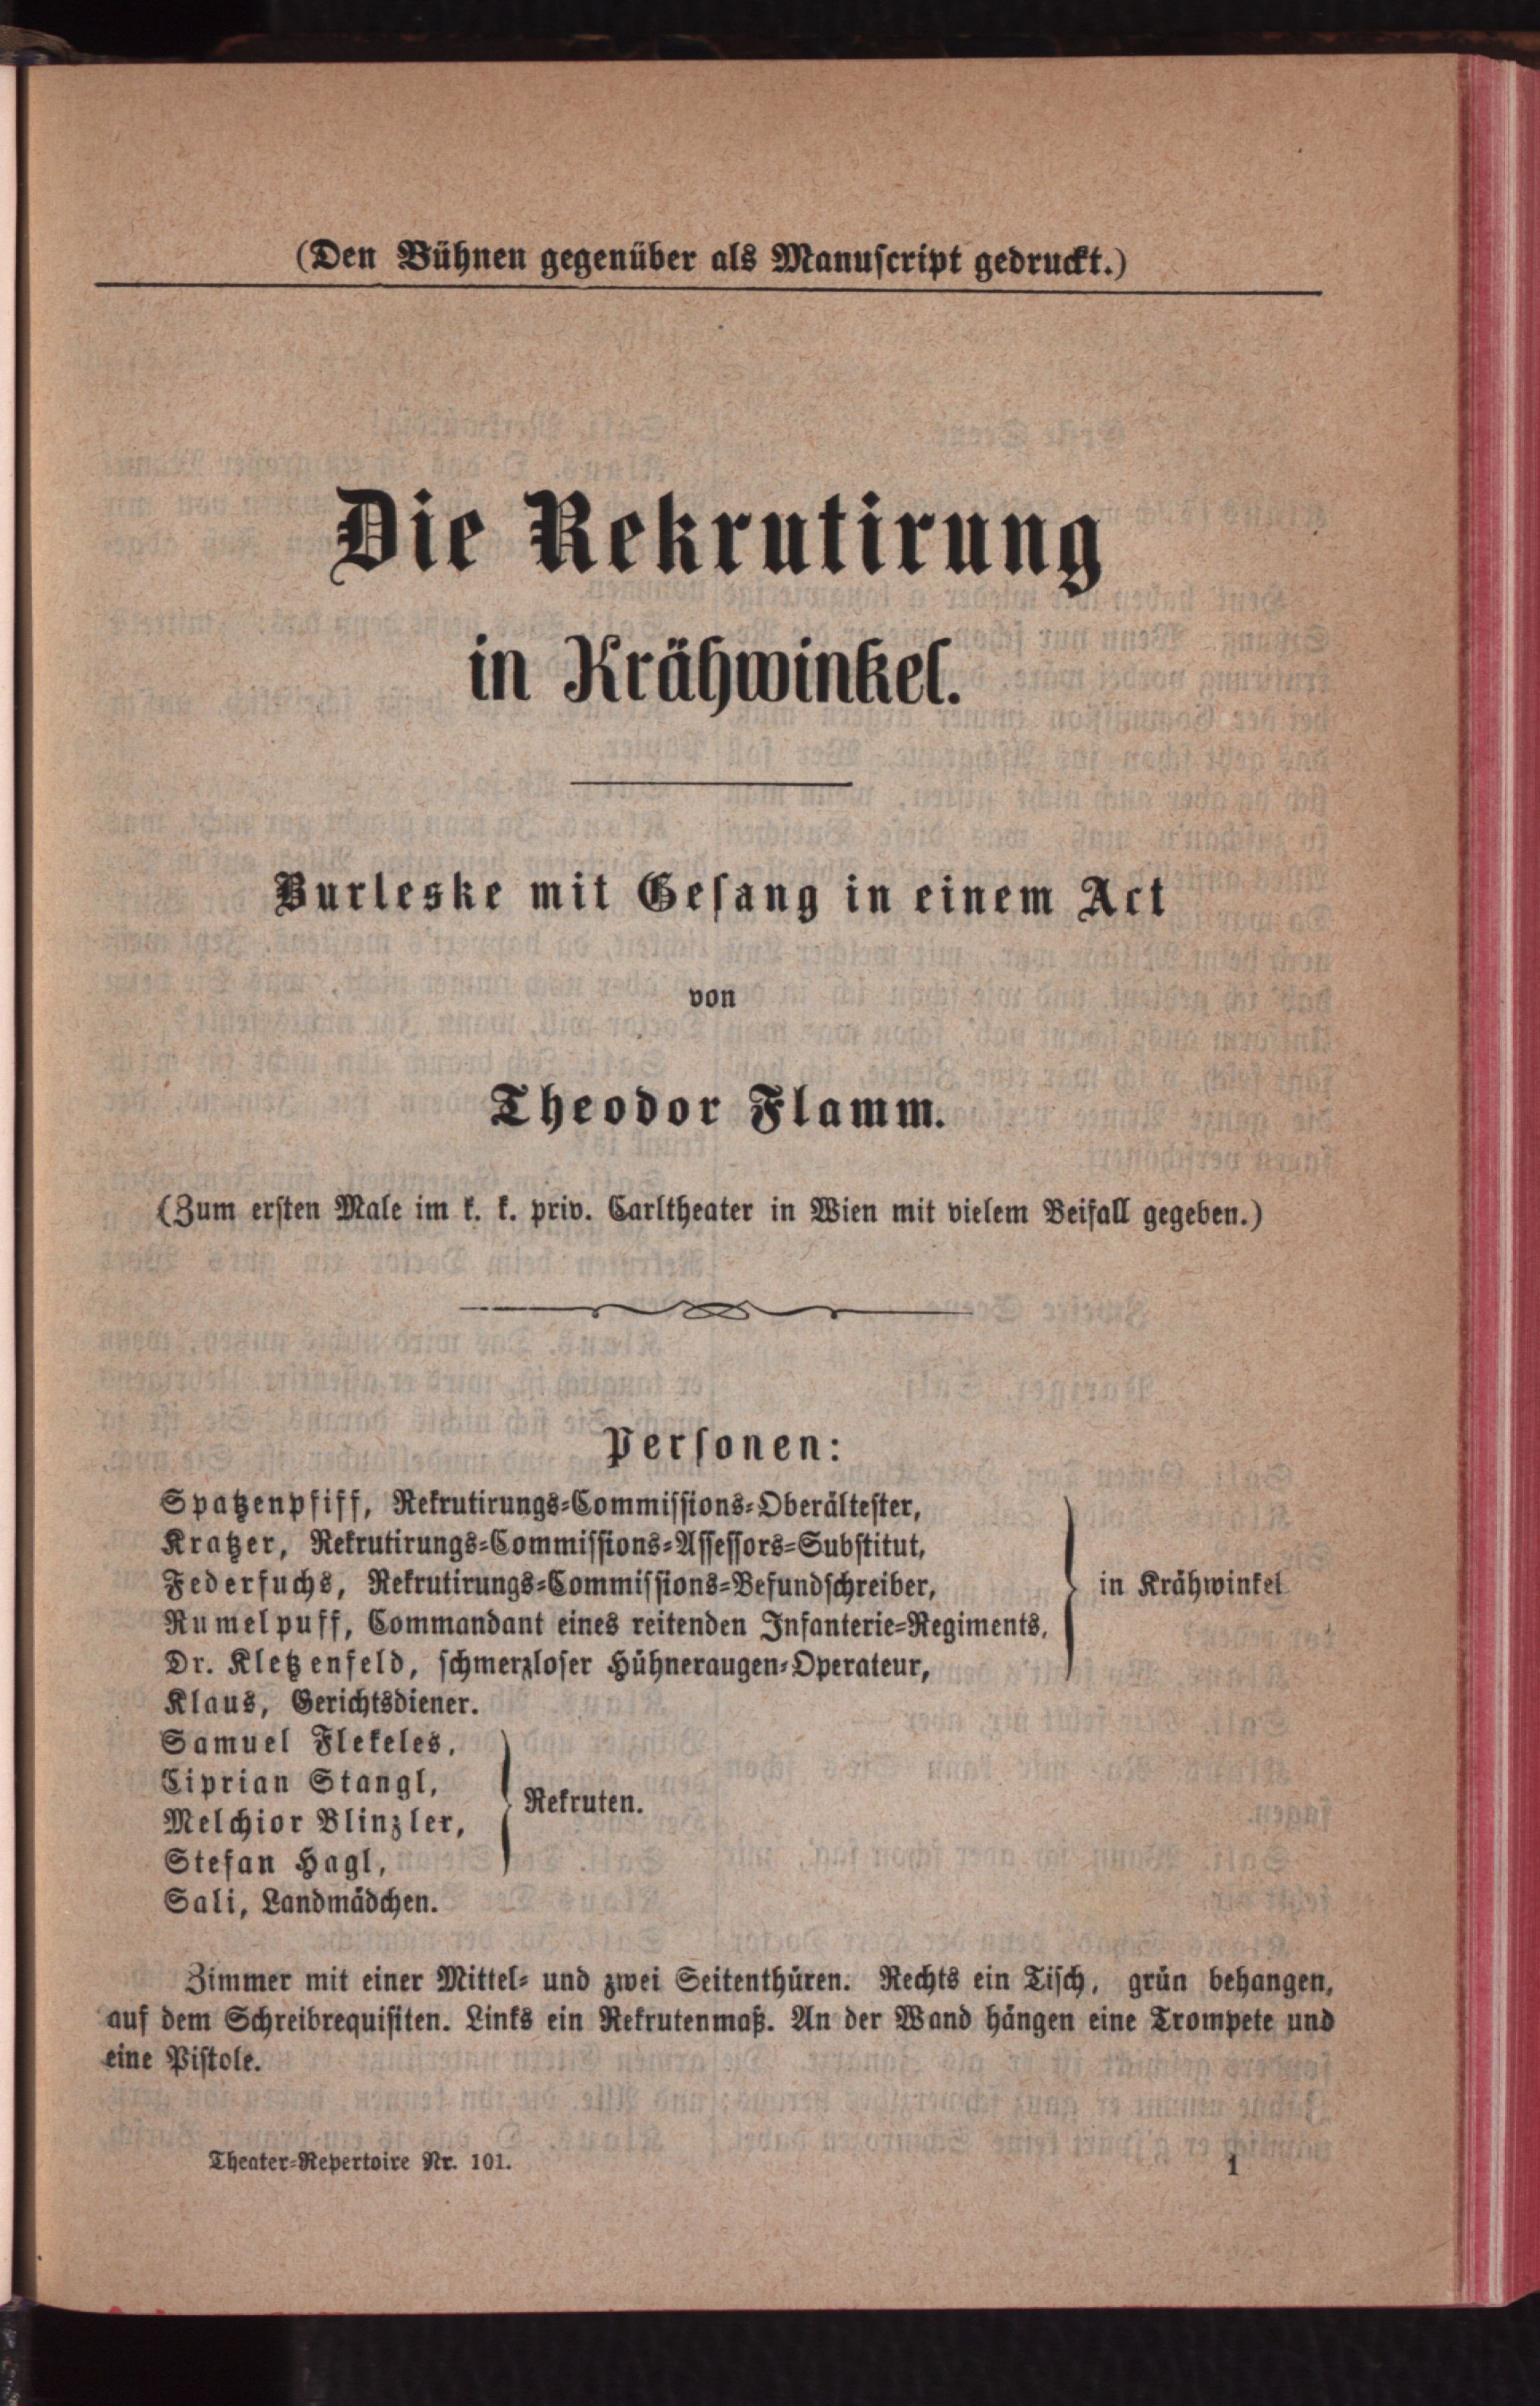 (Den Bühnen gegenüber als Manuscript gedruckt.)
Die Rekrutirung
in Krähwinkel.
Burleske mit Gesang in einem Act
von
Theodor Flamm.
(Zum ersten Male im k. k. priv. Carltheater in Wien mit vielem Beifall gegeben.)
Personen:
Spatzenpfiff, Rekrutirungs-Commissions-Oberältester,
Kratzer, Rekrutirungs-Commissions-Assessors-Substitut,
Federfuchs, Rekrutirungs-Commissions-Befundschreiber,
in Krähwinkel
Rumelpuff, Commandant eines reitenden Infanterie-Regiments,
Dr. Kletzenfeld, schmerzloser Hühneraugen-Operateur,
Klaus, Gerichtsdiener.
Samuel Flekeles,
Ciprian Stangl,
Rekruten.
Melchior Blinzler,
Stefan Hagl,
Sali, Landmädchen.
Zimmer mit einer Mittel- und zwei Seitenthüren. Rechts ein Tisch, grün behangen,
auf dem Schreibrequisiten. Links ein Rekrutenmaß. An der Wand hängen eine Trompete und
eine Pistole.
Theater-Repertoire Nr. 101.
1